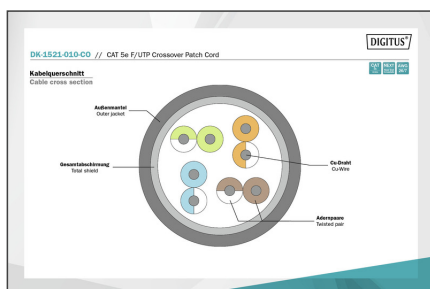 DIGITUS®
DK-1521-010-CO // CAT 5e F/UTP Crossover Patch Cord
Kabelquerschnitt
Cable cross section
Außenmantel
Outer jacket
Gesamtabschirmung
Total shield
Cu-Draht
Cu-Wire
Aderspaare
Twisted pair